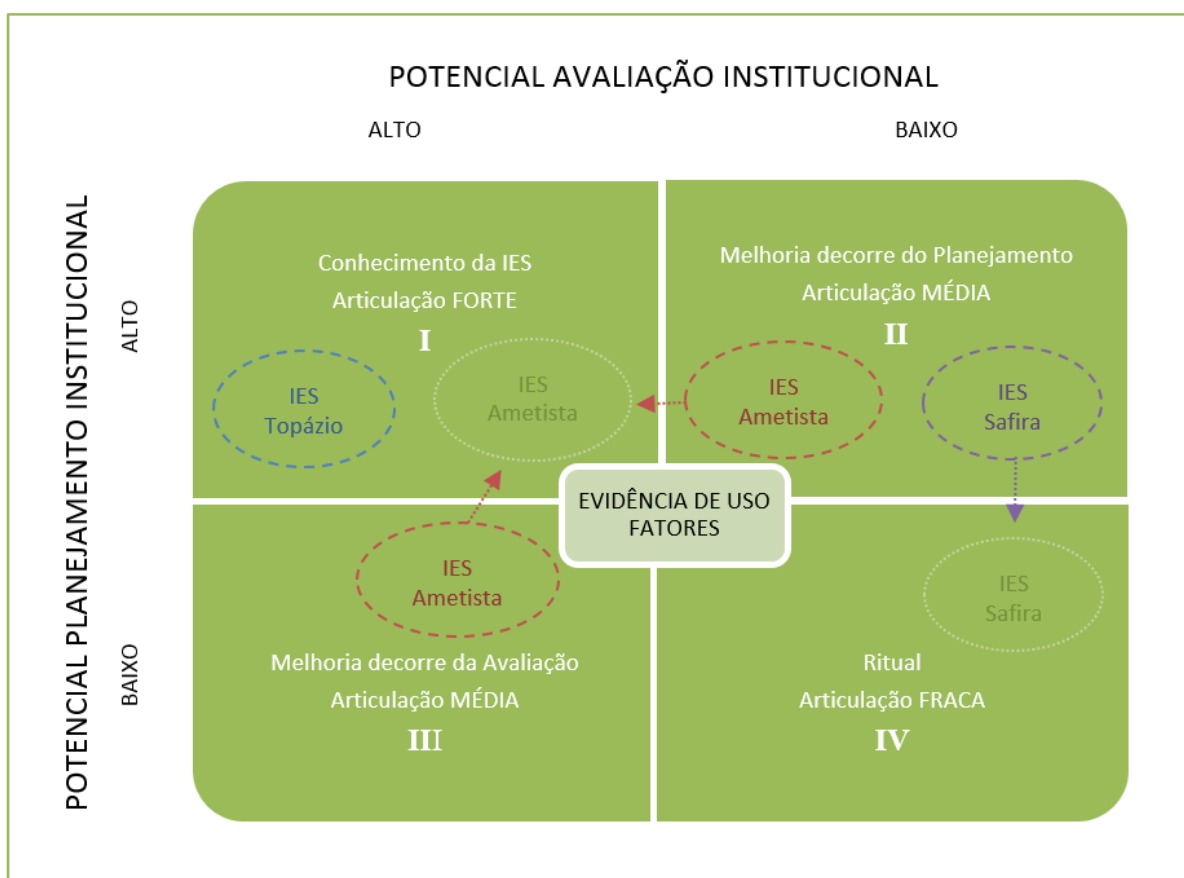 POTENCIAL AVALIAÇÃO INSTITUCIONAL
ALTO
BAIXO
POTENCIAL PLANEJAMENTO INSTITUCIONAL
ALTO
BAIXO
Conhecimento da IES
Articulação FORTE
I
IES
Topázio
IES
Ametista
Melhoria decorre do Planejamento
Articulação MÉDIA
II
IES
Ametista
IES
Safira
EVIDÊNCIA DE USO
FATORES
IES
Ametista
Melhoria decorre da Avaliação
Articulação MÉDIA
III
IES
Safira
Ritual
Articulação FRACA
IV